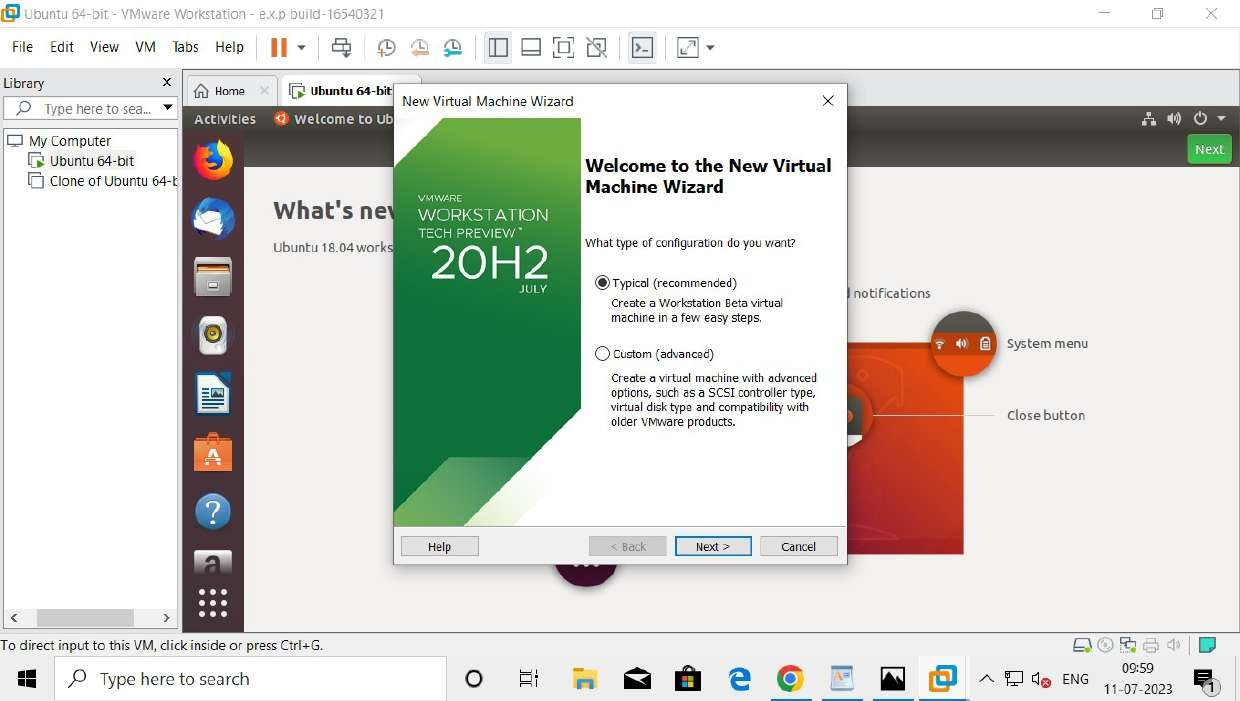 Ubuntu 64-bit - VMware Workstation - e.x.p build-16540321
File Edit View VM Tabs Help
Library
Type here to sea...
My Computer
Ubuntu 64-bit
Clone of Ubuntu 64-b
Home
Ubuntu 64-bit
Activities Welcome to Ub
Next
What's nev
Ubuntu 18.04 works
d notifications
System menu
Close button
New Virtual Machine Wizard
VMWARE
WORKSTATION
TECH PREVIEW™
20H2
JULY
Welcome to the New Virtual
Machine Wizard
What type of configuration do you want?
Typical (recommended)
Create a Workstation Beta virtual
machine in a few easy steps.
Custom (advanced)
Create a virtual machine with advanced
options, such as a SCSI controller type,
virtual disk type and compatibility with
older VMware products.
Help < Back Next > Cancel
To direct input to this VM, click inside or press Ctrl+G.
Type here to search
ENG
09:59
11-07-2023
1